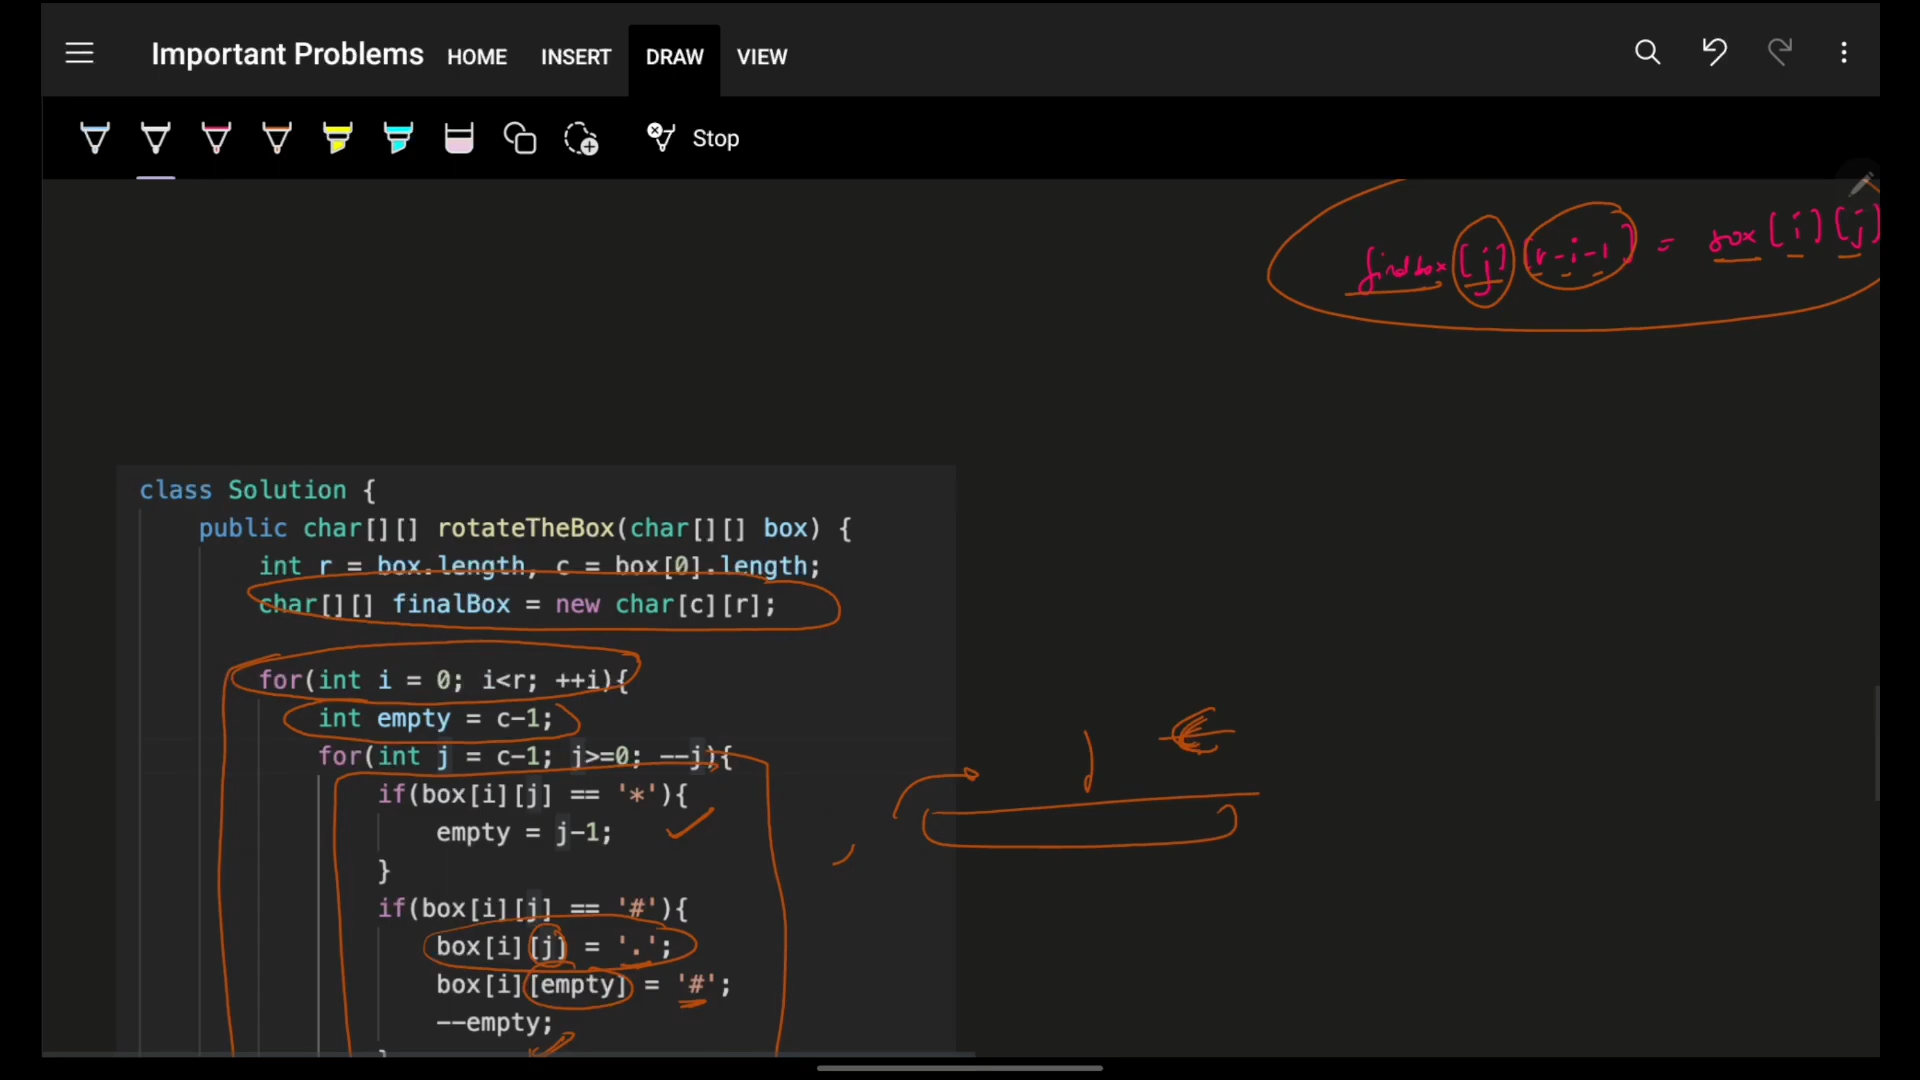 Important Problems HOME INSERT DRAW VIEW
Stop
finalbox [j] [r-i-1] = box [i] [j]
class Solution {
public char[][] rotateTheBox(char[][] box) {
int r = box.length, c = box[0].length;
char[][] finalBox = new char[c][r];
for(int i = 0; i<r; ++i){
int empty = c-1;
for(int j = c-1; j>=0; --j){
if(box[i][j] == '*'){
empty = j-1;
}
if(box[i][j] == '#'){
box[i][j] = '.';
box[i][empty] = '#';
--empty;
}